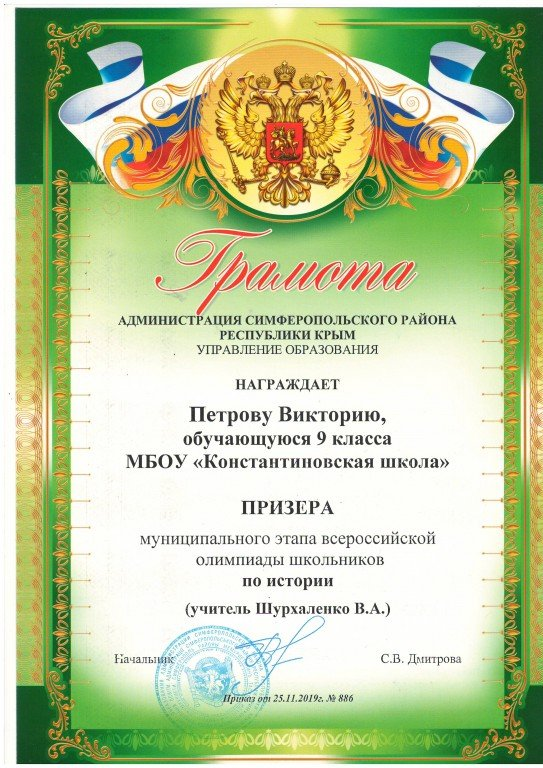 Грамота
АДМИНИСТРАЦИЯ СИМФЕРОПОЛЬСКОГО РАЙОНА
РЕСПУБЛИКИ КРЫМ
УПРАВЛЕНИЕ ОБРАЗОВАНИЯ
НАГРАЖДАЕТ
Петрову Викторию,
обучающуюся 9 класса
МБОУ «Константиновская школа»
ПРИЗЕРА
муниципального этапа всероссийской
олимпиады школьников
по истории
(учитель Шурхаленко В.А.)
Начальник С.В. Дмитрова
Приказ от 25.11.2019г. № 886